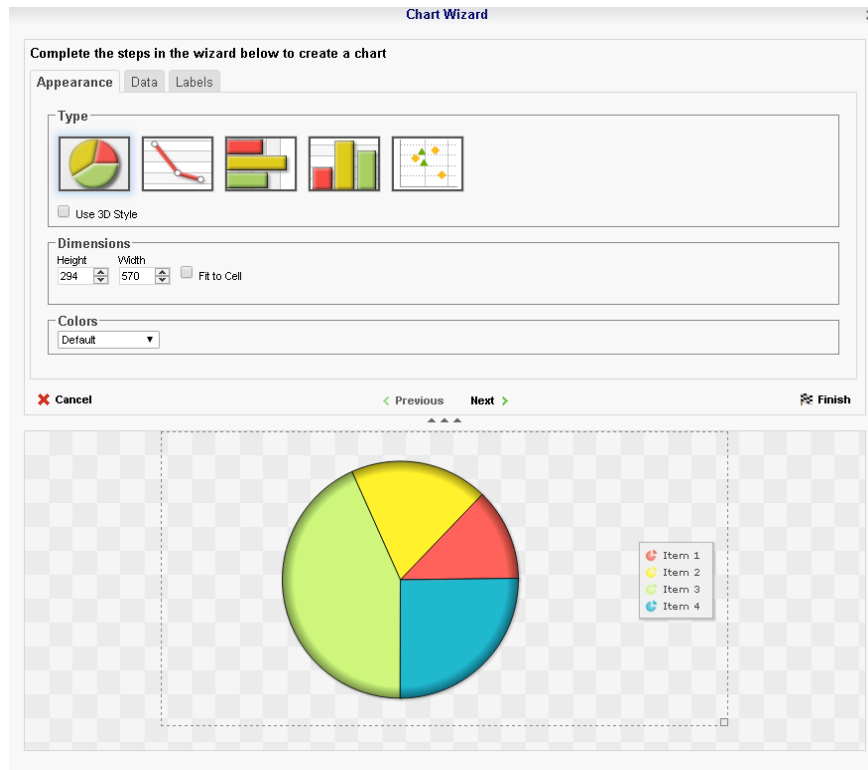 Chart Wizard
Complete the steps in the wizard below to create a chart
Appearance Data Labels
Type
Use 3D Style
Dimensions
Height Width
294 570 Fit to Cell
Colors
Default
Cancel Previous Next Finish
Item 1
Item 2
Item 3
Item 4